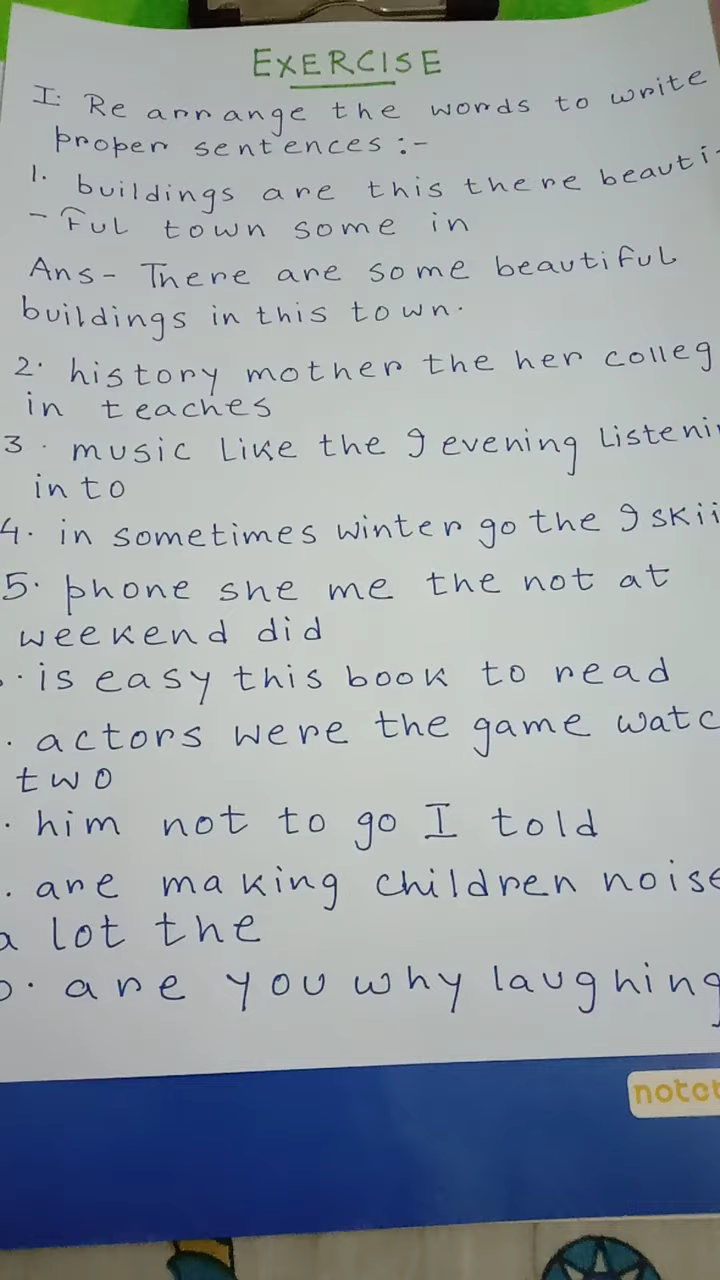 EXERCISE
I: Re arrange the words to write
proper sentences :-
1. buildings are this there beauti-
- ful town some in
Ans- There are some beautiful
buildings in this town.
2. history mother the her colleg
in teaches
3. music like the I evening Listeni
in to
4. in sometimes winter go the I skii
5. phone she me the not at
weekend did
. is easy this book to read
. actors were the game watc
two
. him not to go I told
. are making children noise
a lot the
0. are you why laughing